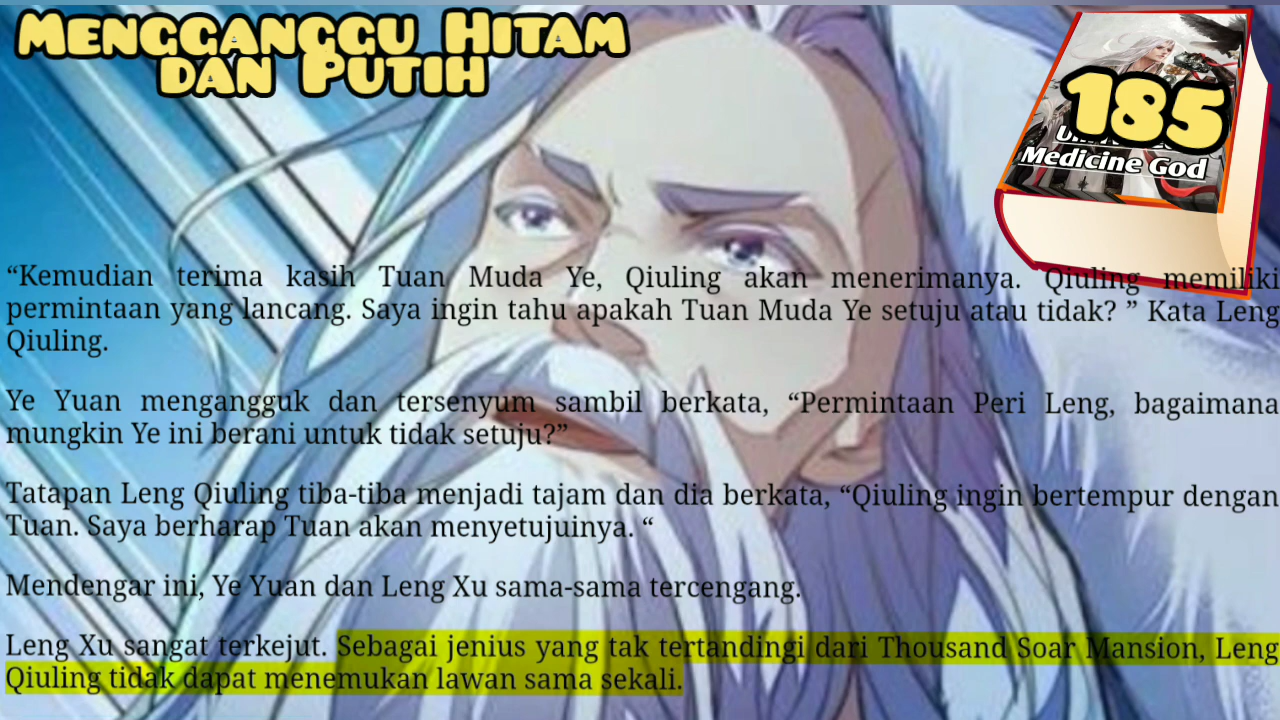 Mengganggu Hitam
dan Putih
185
Medicine God
“Kemudian terima kasih Tuan Muda Ye, Qiuling akan menerimanya. Qiuling memiliki
permintaan yang lancang. Saya ingin tahu apakah Tuan Muda Ye setuju atau tidak? ” Kata Leng
Qiuling.
Ye Yuan mengangguk dan tersenyum sambil berkata, “Permintaan Peri Leng, bagaimana
mungkin Ye ini berani untuk tidak setuju?”
Tatapan Leng Qiuling tiba-tiba menjadi tajam dan dia berkata, “Qiuling ingin bertempur dengan
Tuan. Saya berharap Tuan akan menyetujuinya. “
Mendengar ini, Ye Yuan dan Leng Xu sama-sama tercengang.
Leng Xu sangat terkejut. Sebagai jenius yang tak tertandingi dari Thousand Soar Mansion, Leng
Qiuling tidak dapat menemukan lawan sama sekali.